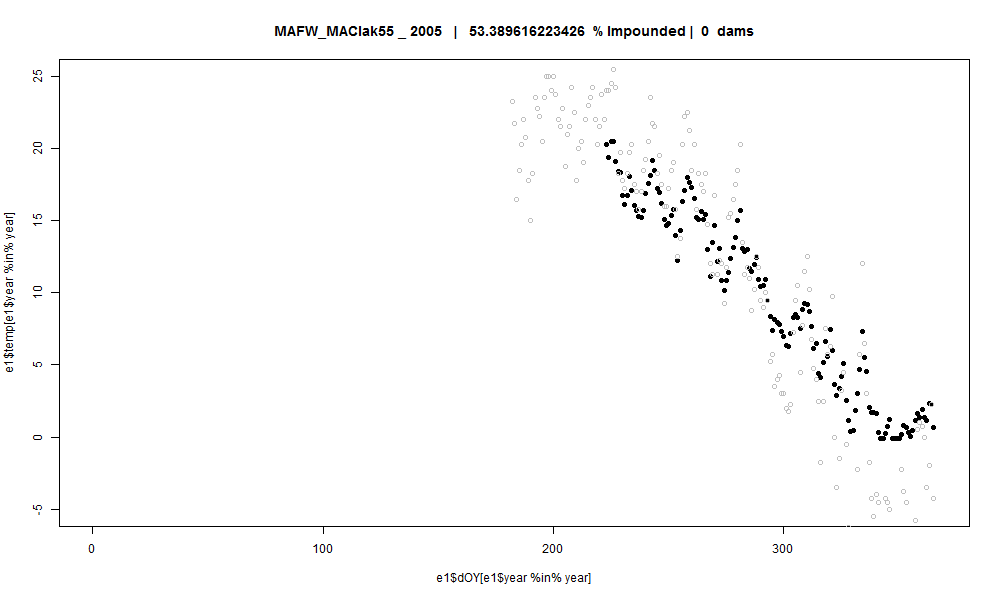 MAFW_MAClak55 _ 2005 | 53.389616223426 % Impounded | 0 dams
e1$temp[e1$year %in% year]
25
20
15
10
5
0
-5
0 100 200 300
e1$dOY[e1$year %in% year]